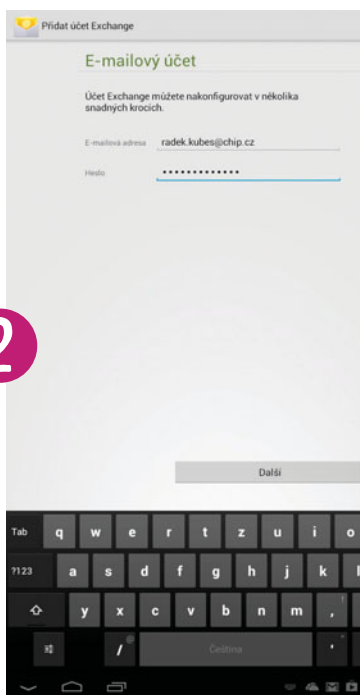 Přidat účet Exchange
E-mailový účet
Účet Exchange můžete nakonfigurovat v několika
snadných krocích.
E-mailová adresa radek.kubes@chip.cz
Heslo •••••••••••••
2
Další
Tab q w e r t z u i o
?123 a s d f g h j k l
y x c v b n m , !
/ @ Čeština .